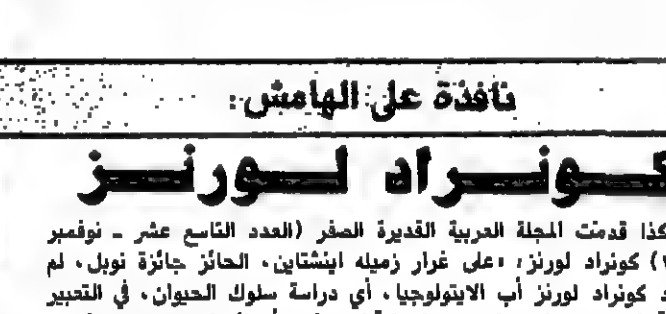 نافذة على الهامش:
كونراد لورنز
كذا قدمت المجلة العربية القديرة الصفر (العدد التاسع عشر ـ نوفمبر
) كونراد لورنز: «على غرار زميله اينشتاين، الحائز جائزة نوبل، لم
كونراد لورنز أب الايتولوجيا، أي دراسة سلوك الحيوان، في التعبير